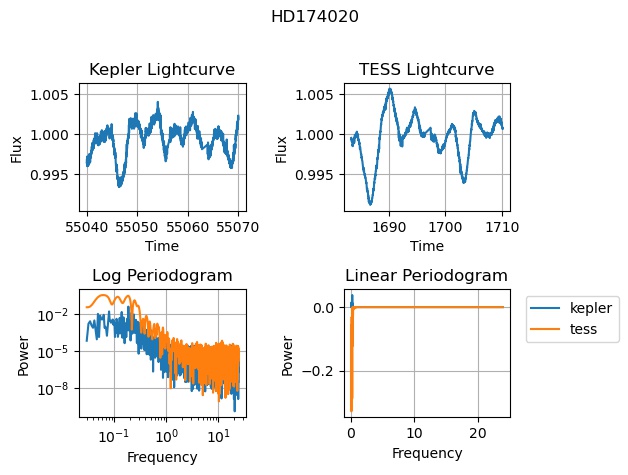 HD174020
Kepler Lightcurve
TESS Lightcurve
1.005
1.000
0.995
Flux
55040 55050 55060 55070
Time
1.005
1.000
0.995
Flux
1690 1700 1710
Time
Log Periodogram
Linear Periodogram
10⁻²
10⁻⁵
10⁻⁸
Power
10⁻¹ 10⁰ 10¹
Frequency
0.0
−0.2
Power
0 20
Frequency
kepler
tess